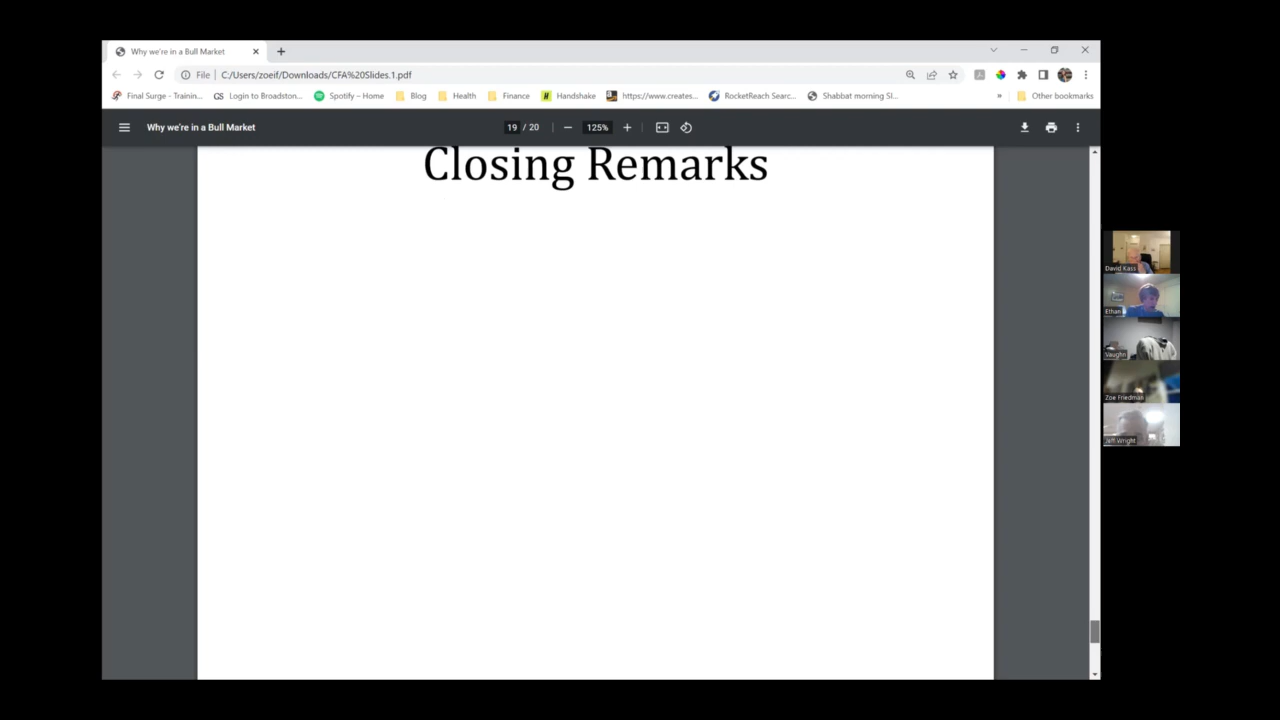 Why we're in a Bull Market
File C:/Users/zoeif/Downloads/CFA%20Slides.1.pdf
Final Surge - Trainin... GS Login to Broadston... Spotify – Home Blog Health Finance Handshake https://www.creates... RocketReach Searc... Shabbat morning Sl... » Other bookmarks
Why we're in a Bull Market 19 / 20 125%
Closing Remarks
David Kass
Ethan
Vaughn
Zoe Friedman
Jeff Wright